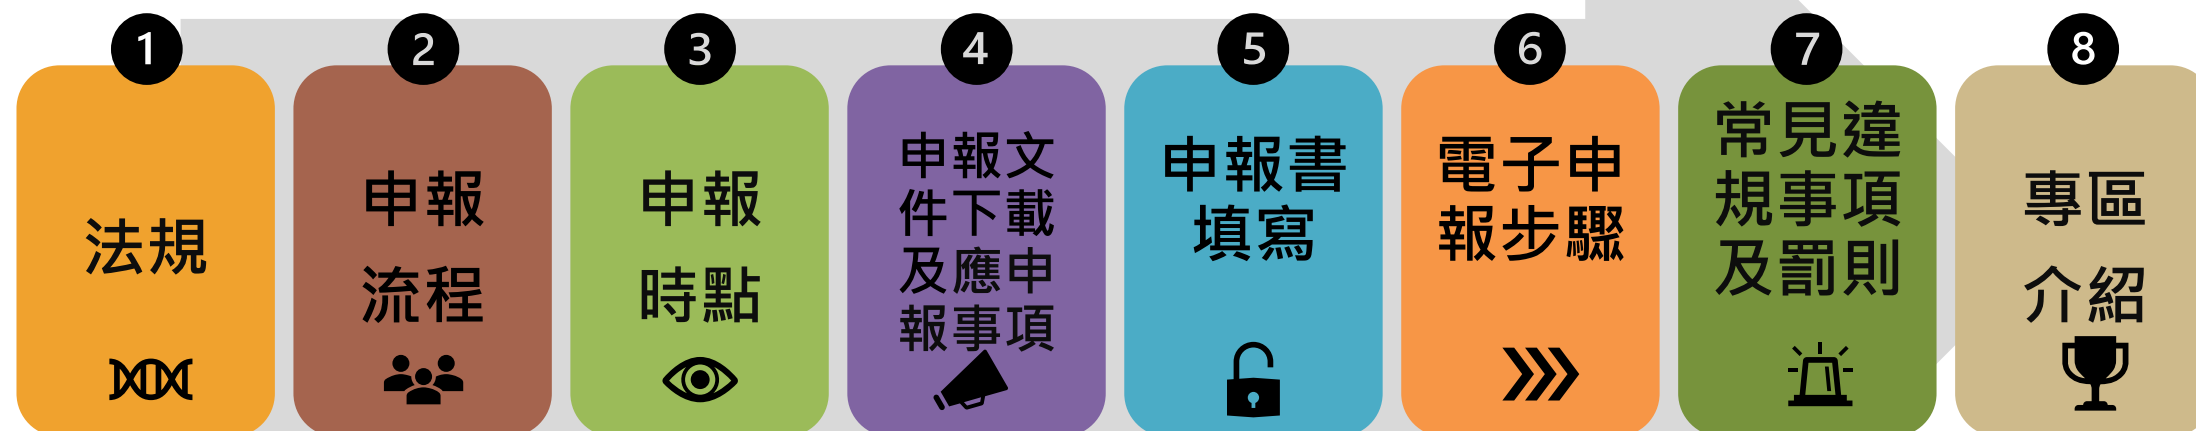 1
法規
2
申報
流程
3
申報
時點
4
申報文
件下載
及應申
報事項
5
申報書
填寫
6
電子申
報步驟
7
常見違
規事項
及罰則
8
專區
介紹